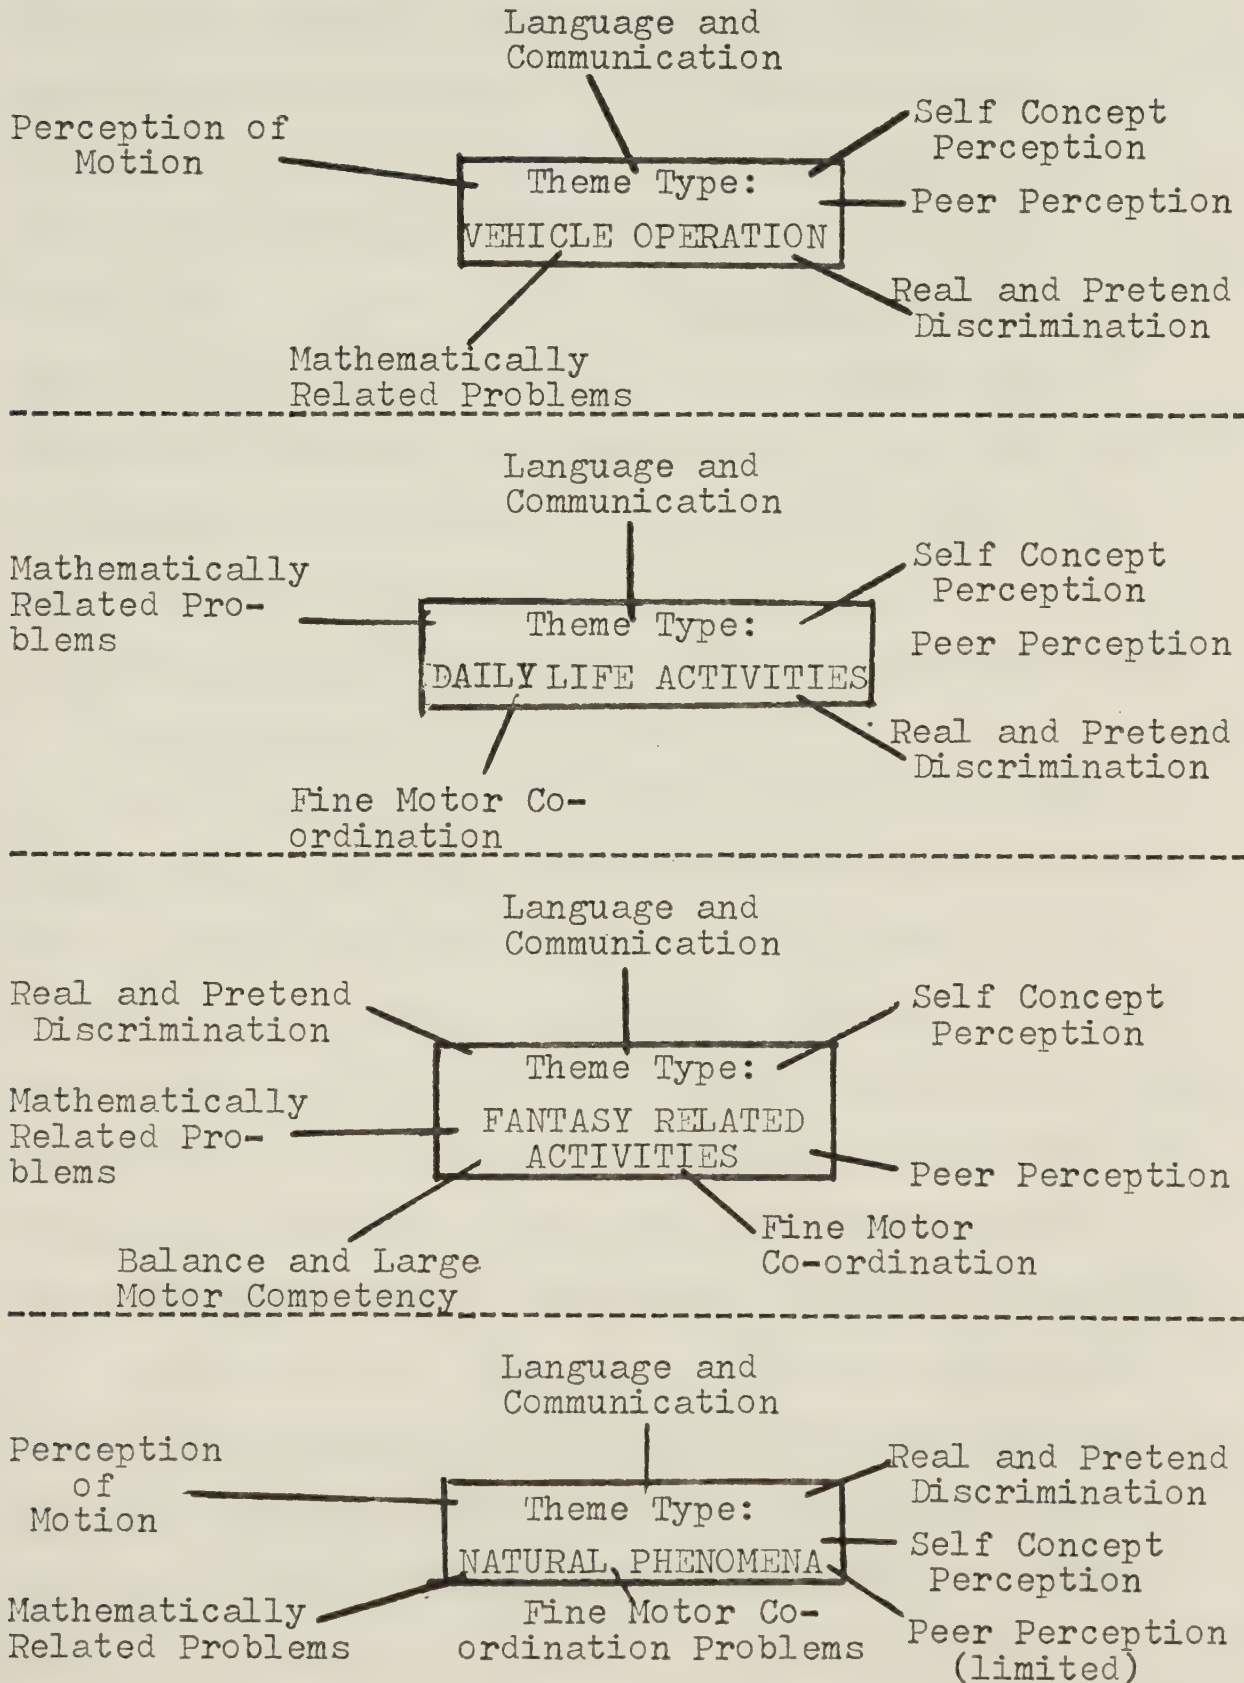 Language and
Communication
Perception of
Motion
Self Concept
Perception
Theme Type:
VEHICLE OPERATION
Peer Perception
Real and Pretend
Discrimination
Mathematically
Related Problems
Language and
Communication
Mathematically
Related Pro-
blems
Self Concept
Perception
Theme Type:
DAILY LIFE ACTIVITIES
Peer Perception
Real and Pretend
Discrimination
Fine Motor Co-
ordination
Language and
Communication
Real and Pretend
Discrimination
Self Concept
Perception
Theme Type:
FANTASY RELATED
ACTIVITIES
Mathematically
Related Pro-
blems
Peer Perception
Balance and Large
Motor Competency
Fine Motor
Co-ordination
Language and
Communication
Perception
of
Motion
Real and Pretend
Discrimination
Theme Type:
NATURAL PHENOMENA
Self Concept
Perception
Mathematically
Related Problems
Fine Motor Co-
ordination Problems
Peer Perception
(limited)